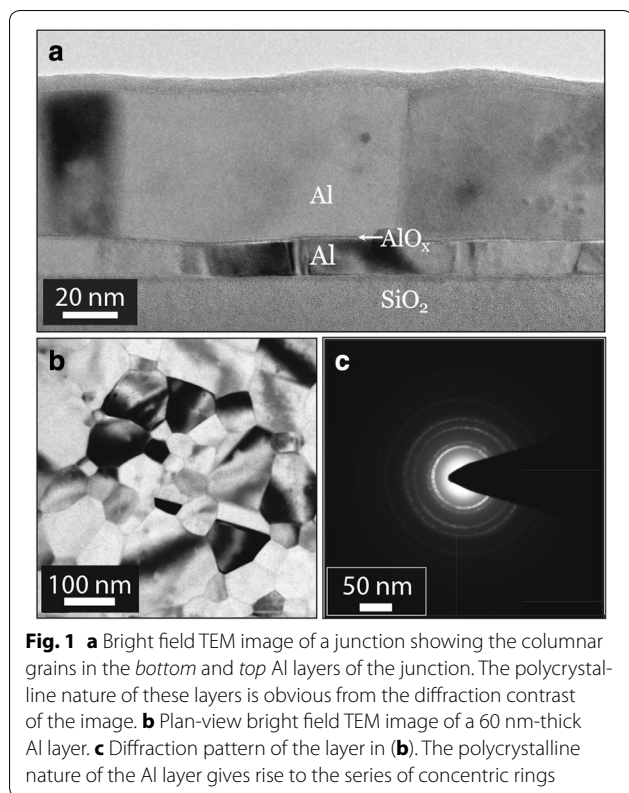 a
Al
AlOx
Al
20 nm
SiO2
b
c
100 nm
50 nm
Fig. 1 a Bright field TEM image of a junction showing the columnar
grains in the bottom and top Al layers of the junction. The polycrystal-
line nature of these layers is obvious from the diffraction contrast
of the image. b Plan-view bright field TEM image of a 60 nm-thick
Al layer. c Diffraction pattern of the layer in (b). The polycrystalline
nature of the Al layer gives rise to the series of concentric rings